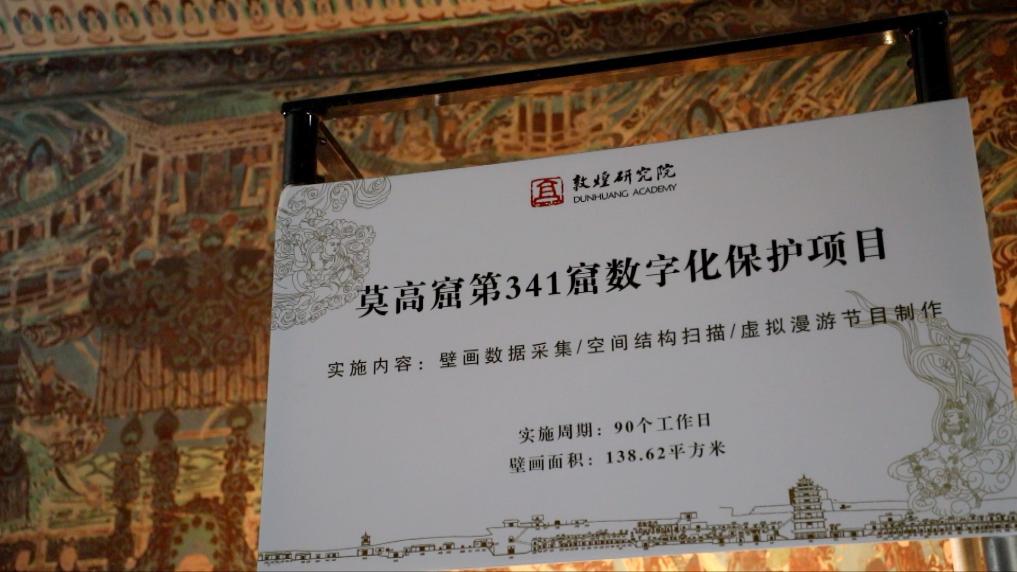 敦煌研究院
DUNHUANG ACADEMY
莫高窟第341窟数字化保护项目
实施内容：壁画数据采集/空间结构扫描/虚拟漫游节目制作
实施周期：90个工作日
壁画面积：138.62平方米